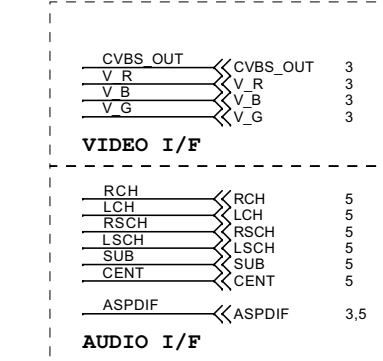 CVBS_OUT CVBS_OUT 3
V_R V_R 3
V_B V_B 3
V_G V_G 3
VIDEO I/F
RCH RCH 5
LCH LCH 5
RSCH RSCH 5
LSCH LSCH 5
SUB SUB 5
CENT CENT 5
ASPDIF ASPDIF 3,5
AUDIO I/F